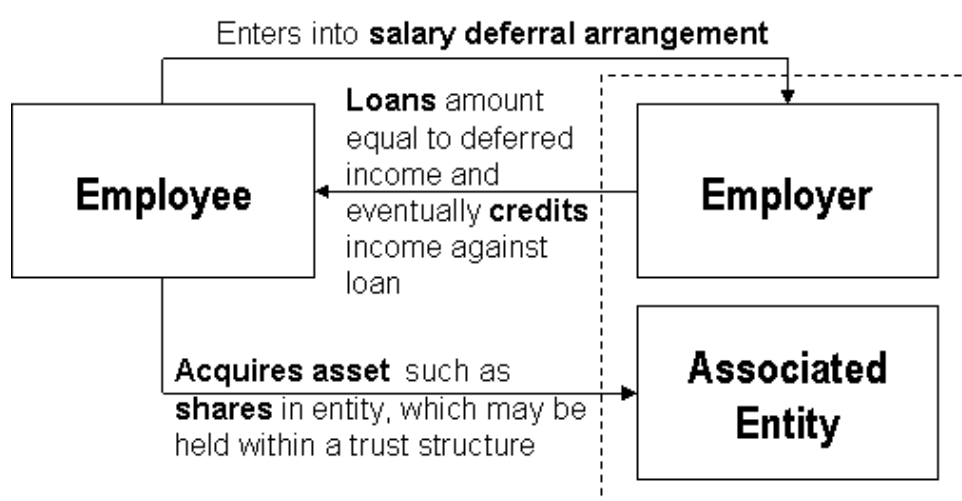 Enters into salary deferral arrangement
Employee
Loans amount
equal to deferred
income and
eventually credits
income against
loan
Employer
Acquires asset such as
shares in entity, which may be
held within a trust structure
Associated
Entity